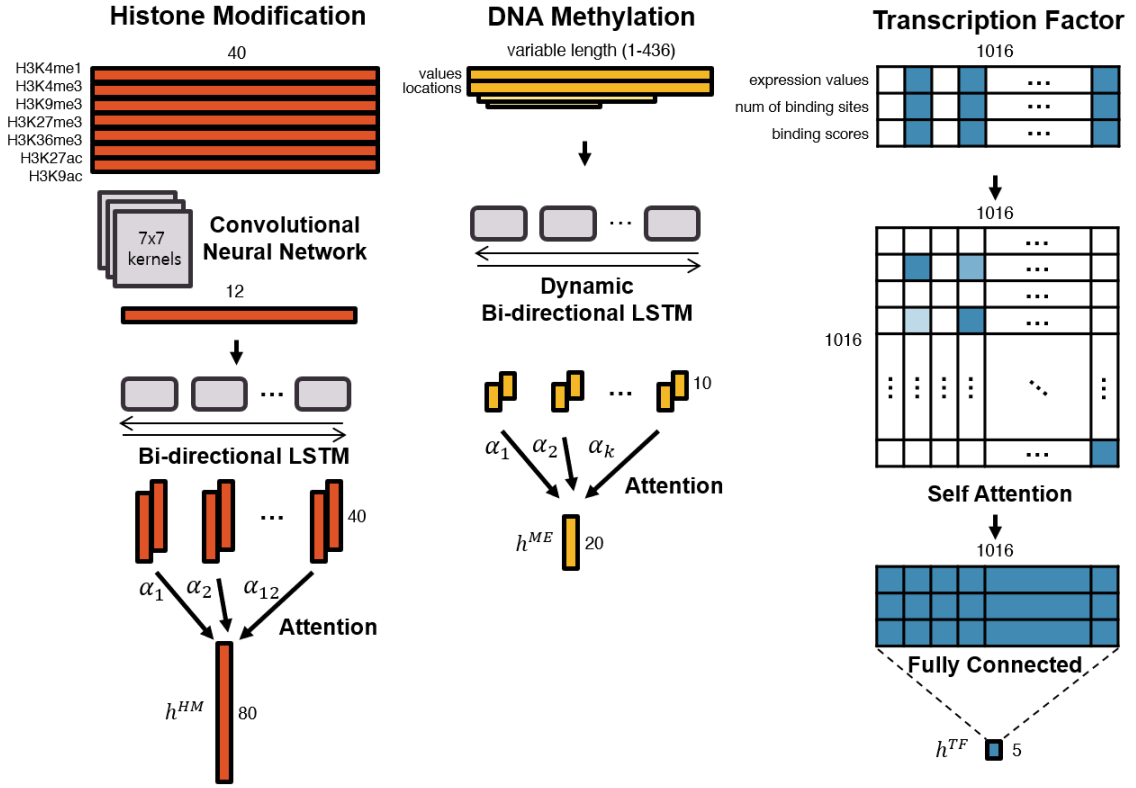 Histone Modification
40
H3K4me1
H3K4me3
H3K9me3
H3K27me3
H3K36me3
H3K27ac
H3K9ac
7x7
kernels
Convolutional
Neural Network
12
...
Bi-directional LSTM
...
40
α1
α2
α12
Attention
h^HM
80
DNA Methylation
variable length (1-436)
values
locations
...
Dynamic
Bi-directional LSTM
...
10
α1
α2
αk
Attention
h^ME
20
Transcription Factor
1016
expression values
...
num of binding sites
...
binding scores
...
1016
...
...
...
...
1016
...
Self Attention
1016
Fully Connected
h^TF
5